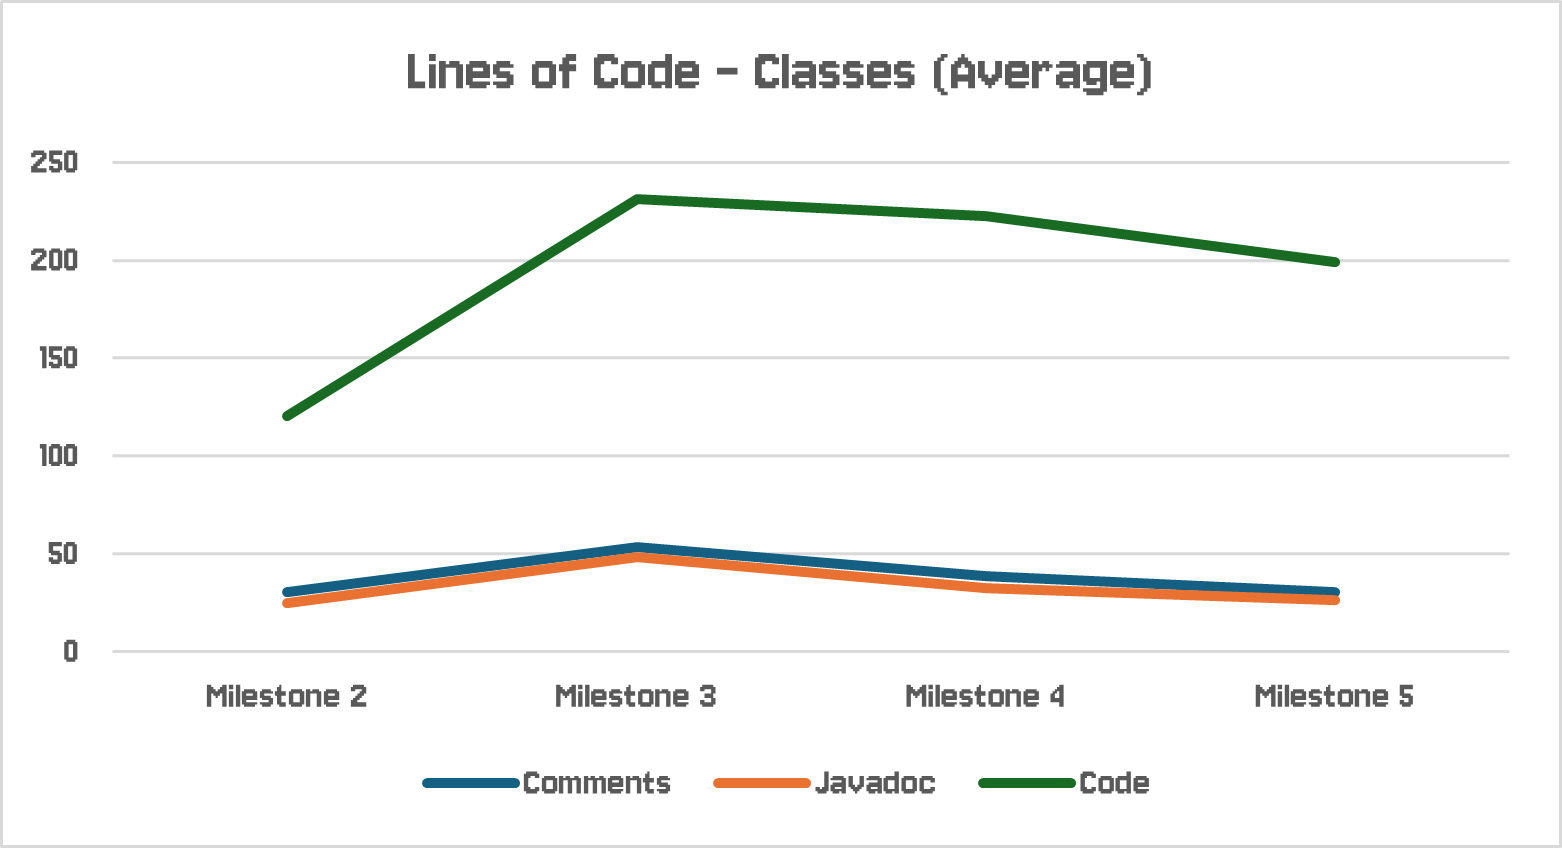 Lines of Code - Classes (Average)
250
200
150
100
50
0
Milestone 2 Milestone 3 Milestone 4 Milestone 5
Comments Javadoc Code